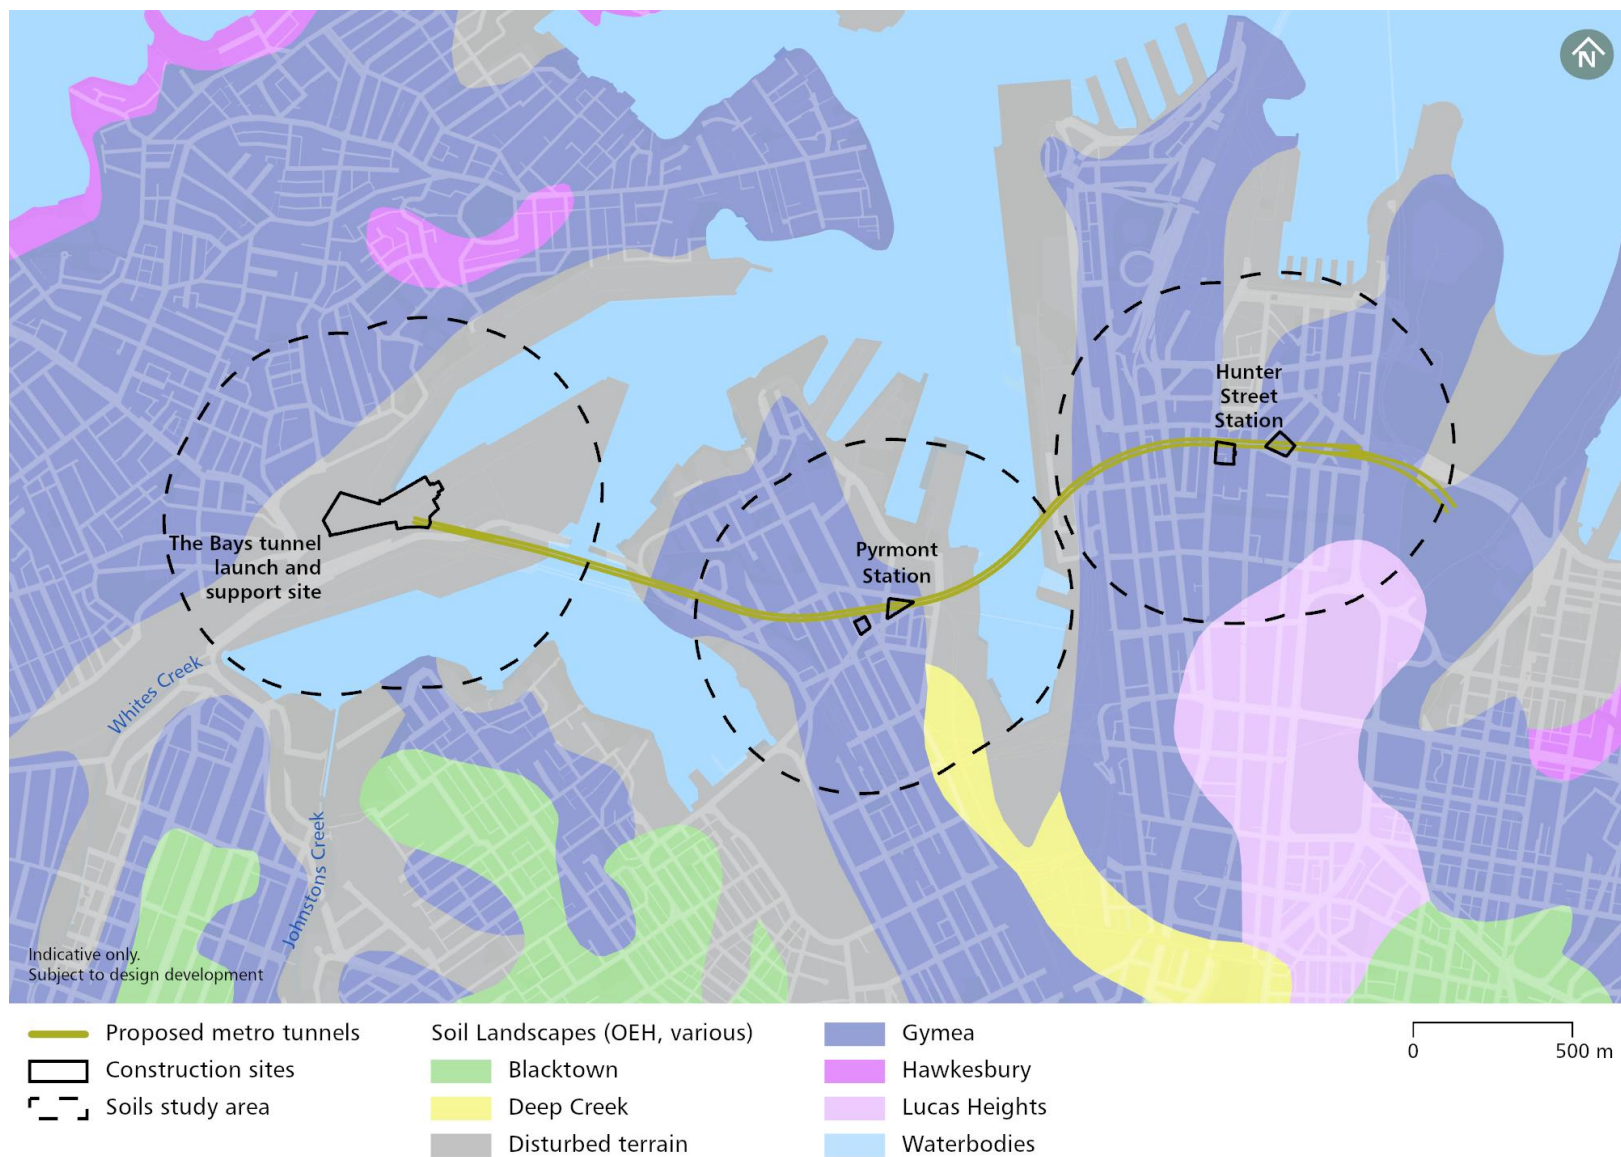 N
Hunter
Street
Station
Pyrmont
Station
The Bays tunnel
launch and
support site
Whites Creek
Johnstons Creek
Indicative only.
Subject to design development
Proposed metro tunnels
Construction sites
Soils study area
Soil Landscapes (OEH, various)
Blacktown
Deep Creek
Disturbed terrain
Gymea
Hawkesbury
Lucas Heights
Waterbodies
0 500 m